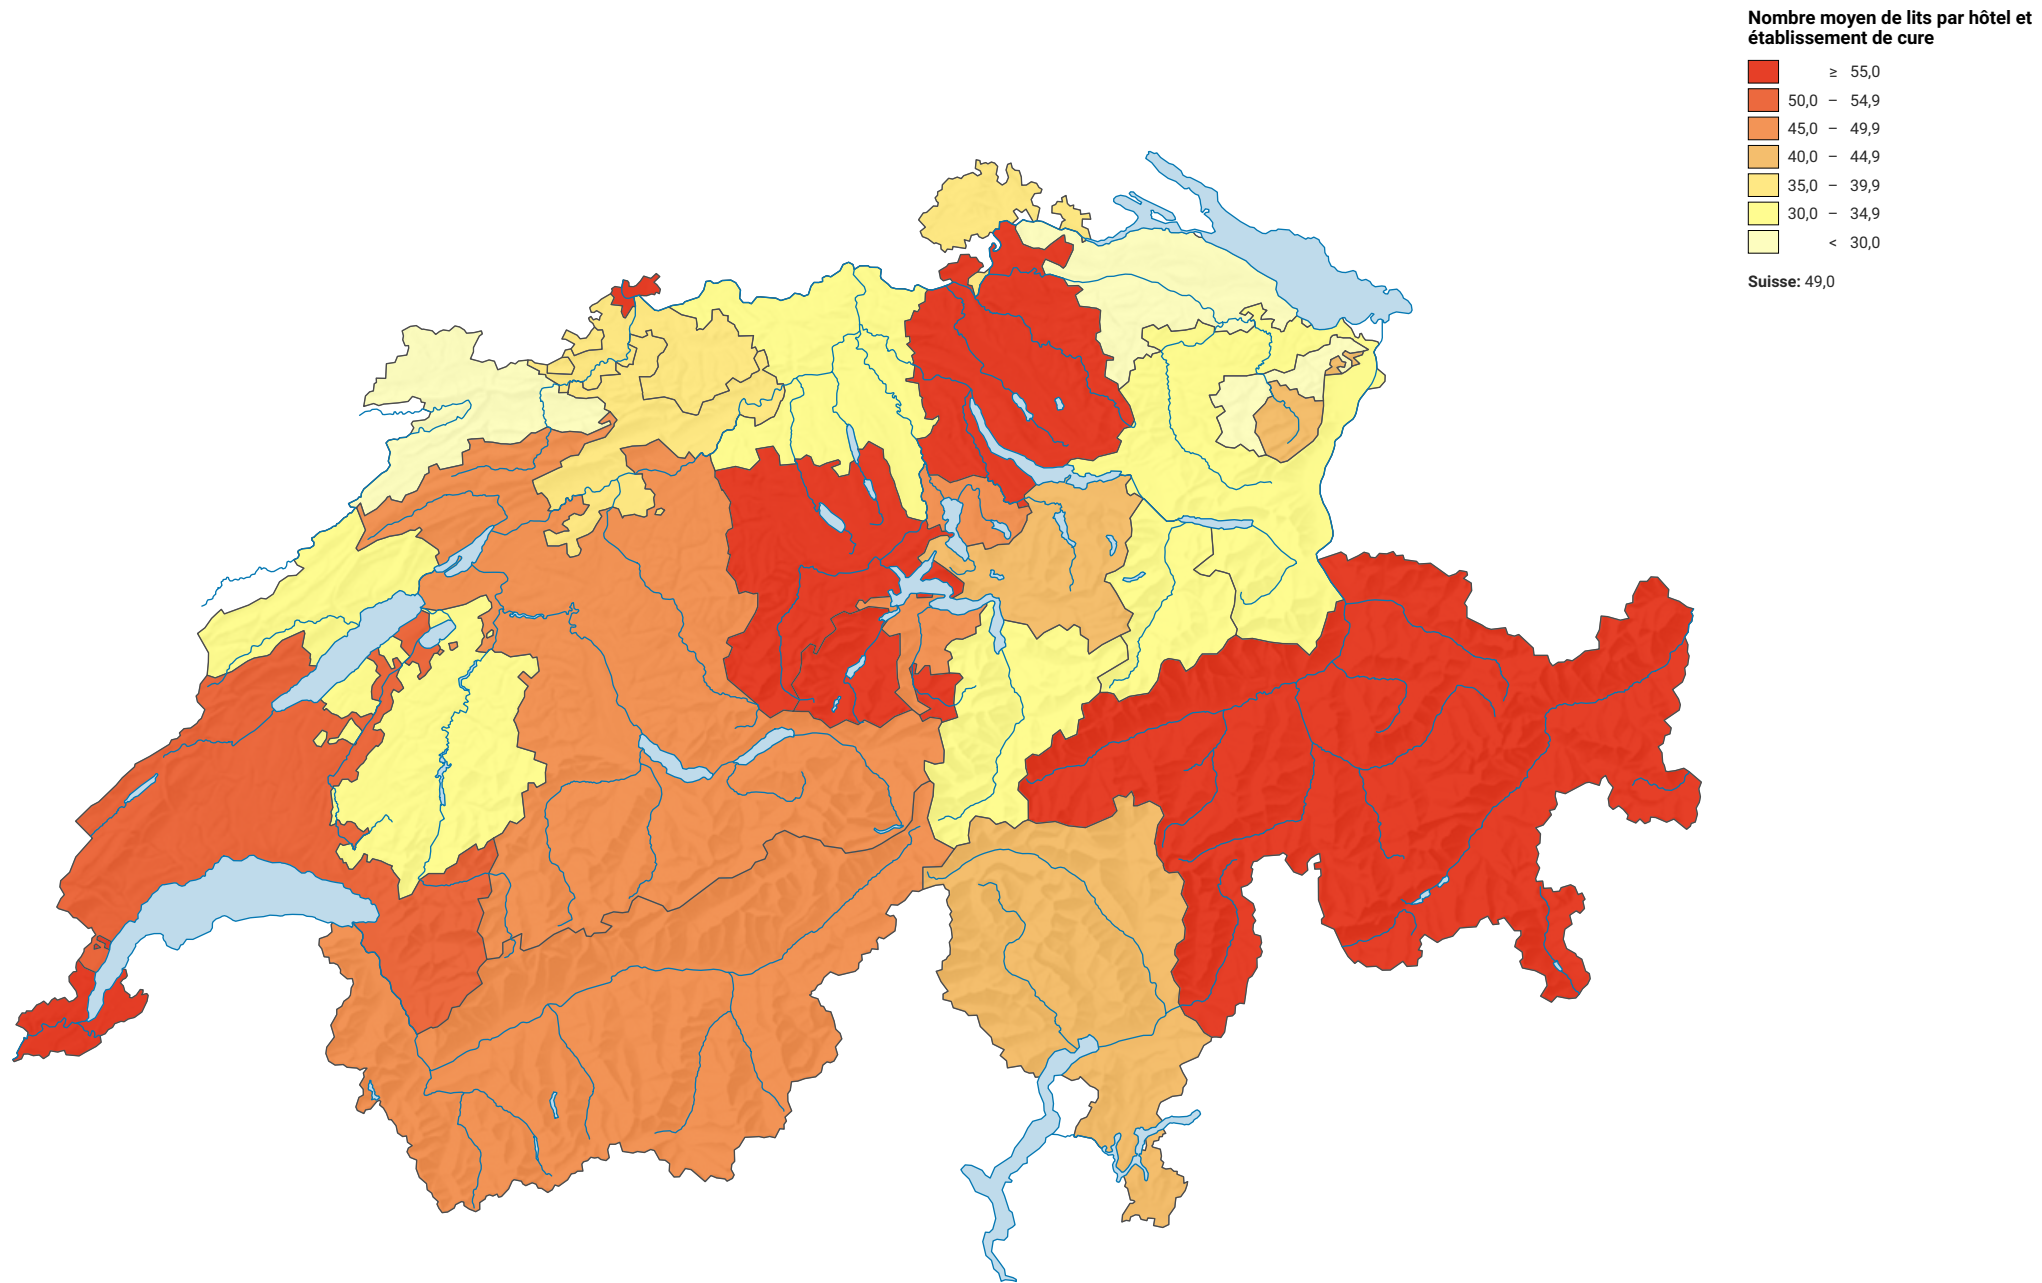 Nombre moyen de lits par hôtel et
établissement de cure
≥ 55,0
50,0 – 54,9
45,0 – 49,9
40,0 – 44,9
35,0 – 39,9
30,0 – 34,9
< 30,0
Suisse: 49,0